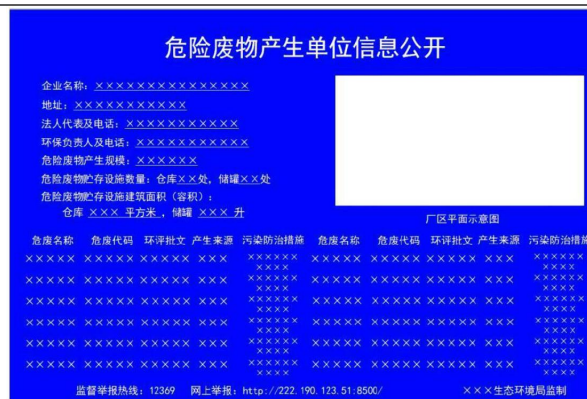 危险废物产生单位信息公开
企业名称：×××××××××××××××
地址：×××××××××××
法人代表及电话：×××××××××××
环保负责人及电话：×××××××××××
危险废物产生规模：××××××
危险废物贮存设施数量：仓库××处，储罐××处
危险废物贮存设施建筑面积（容积）：
仓库 ××× 平方米，储罐 ××× 升
厂区平面示意图
危废名称 危废代码 环评批文 产生来源 污染防治措施 危废名称 危废代码 环评批文 产生来源 污染防治措施
××××× ××××× ××××× ××× ×××××× ×××× ××××× ××××× ××××× ××× ×××××× ××××
××××× ××××× ××××× ××× ×××××× ×××× ××××× ××××× ××××× ××× ×××××× ××××
××××× ××××× ××××× ××× ×××××× ×××× ××××× ××××× ××××× ××× ×××××× ××××
××××× ××××× ××××× ××× ×××××× ×××× ××××× ××××× ××××× ××× ×××××× ××××
××××× ××××× ××××× ××× ×××××× ×××× ××××× ××××× ××××× ××× ×××××× ××××
××××× ××××× ××××× ××× ×××××× ×××× ××××× ××××× ××××× ××× ×××××× ××××
监督举报热线：12369 网上举报：http://222.190.123.51:8500/ ×××生态环境局监制